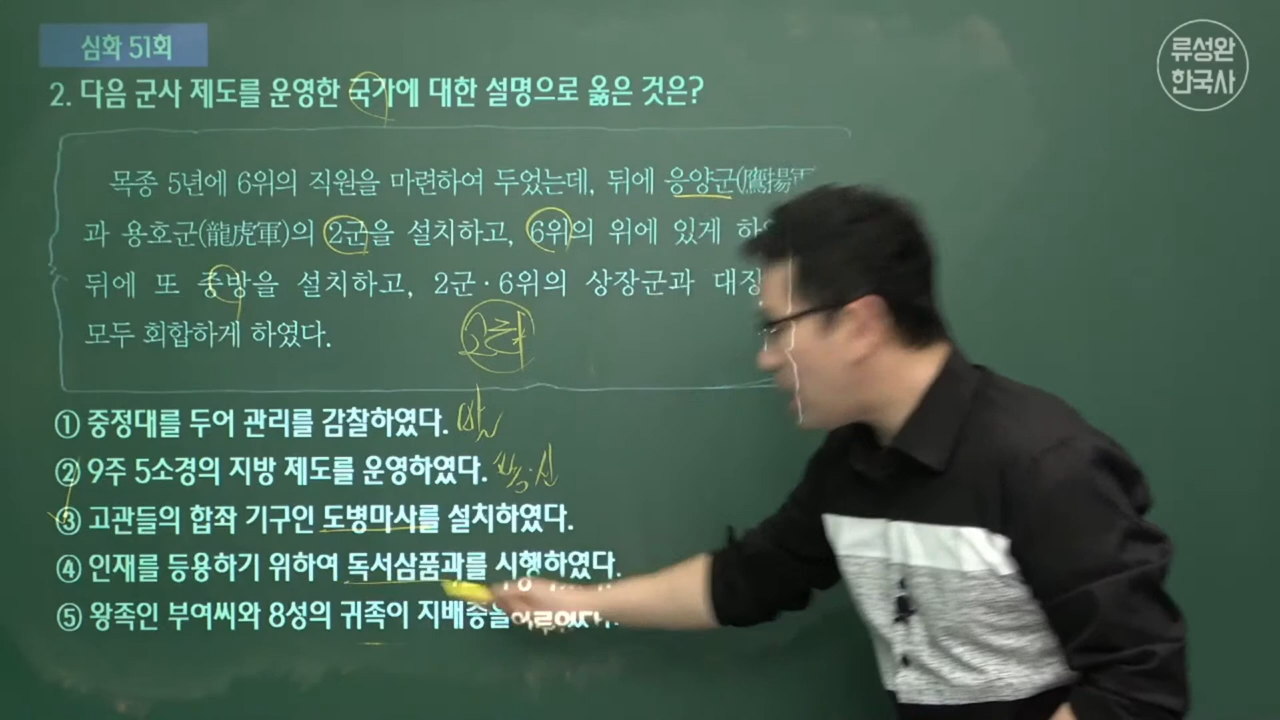 심화 51회
류성완
한국사
2. 다음 군사 제도를 운영한 국가에 대한 설명으로 옳은 것은?
목종 5년에 6위의 직원을 마련하여 두었는데, 뒤에 응양군(鷹揚軍
과 용호군(龍虎軍)의 2군을 설치하고, 6위의 위에 있게 하
뒤에 또 중방을 설치하고, 2군·6위의 상장군과 대장
모두 회합하게 하였다.
고려
① 중정대를 두어 관리를 감찰하였다. 발
② 9주 5소경의 지방 제도를 운영하였다. 통·신
③ 고관들의 합좌 기구인 도병마사를 설치하였다.
④ 인재를 등용하기 위하여 독서삼품과를 시행하였다.
⑤ 왕족인 부여씨와 8성의 귀족이 지배층을 이루었다.